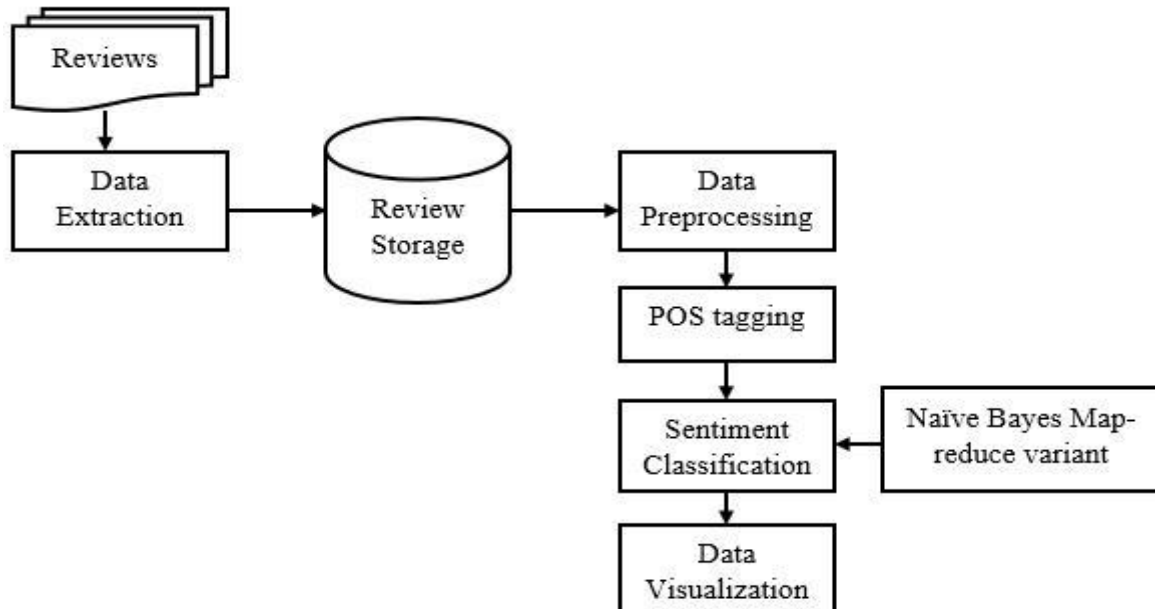 Reviews
Data
Extraction
Review
Storage
Data
Preprocessing
POS tagging
Sentiment
Classification
Naïve Bayes Map-
reduce variant
Data
Visualization